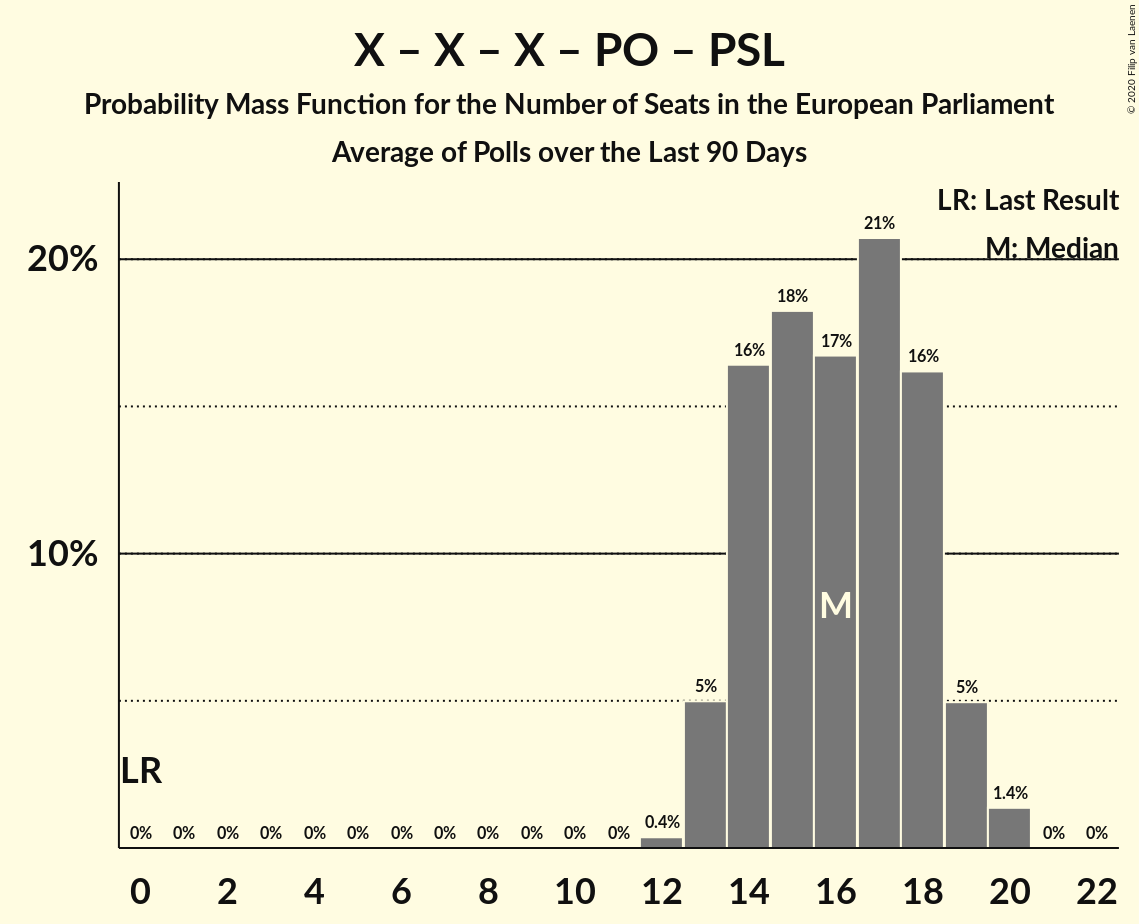 X – X – X – PO – PSL
Probability Mass Function for the Number of Seats in the European Parliament
Average of Polls over the Last 90 Days
© 2020 Filip van Laenen
LR: Last Result
M: Median
20%
10%
21%
18%
17%
16%
16%
5%
5%
1.4%
0.4%
M
LR
0% 0% 0% 0% 0% 0% 0% 0% 0% 0% 0% 0% 0% 0%
0 2 4 6 8 10 12 14 16 18 20 22